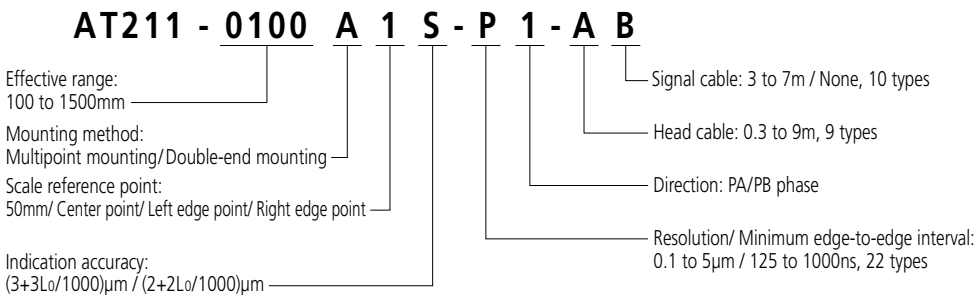 AT211 - 0100 A 1 S - P 1 - A B
Effective range:
100 to 1500mm
Mounting method:
Multipoint mounting/Double-end mounting
Scale reference point:
50mm/ Center point/ Left edge point/ Right edge point
Indication accuracy:
(3+3L0/1000)μm / (2+2L0/1000)μm
Signal cable: 3 to 7m / None, 10 types
Head cable: 0.3 to 9m, 9 types
Direction: PA/PB phase
Resolution/ Minimum edge-to-edge interval:
0.1 to 5μm / 125 to 1000ns, 22 types